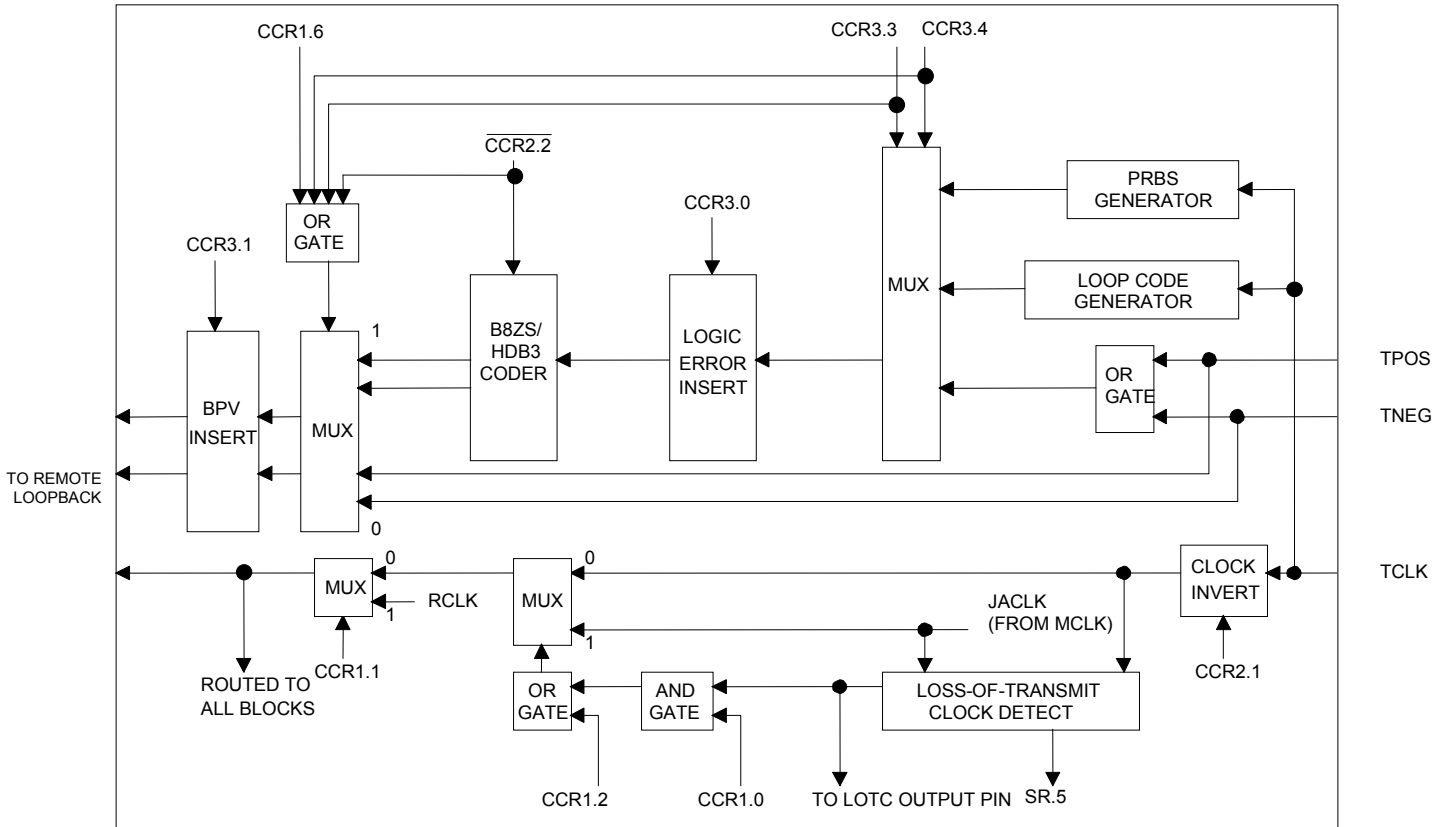 CCR1.6
CCR3.3
CCR3.4
CCR2.2
PRBS
GENERATOR
OR
GATE
CCR3.0
CCR3.1
MUX
LOOP CODE
GENERATOR
1
B8ZS/
HDB3
CODER
LOGIC
ERROR
INSERT
TPOS
OR
GATE
BPV
INSERT
MUX
TNEG
TO REMOTE
LOOPBACK
0
0
0
CLOCK
INVERT
TCLK
MUX
RCLK
1
MUX
1
JACLK
(FROM MCLK)
CCR1.1
CCR2.1
ROUTED TO
ALL BLOCKS
OR
GATE
AND
GATE
LOSS-OF-TRANSMIT
CLOCK DETECT
CCR1.2
CCR1.0
TO LOTC OUTPUT PIN
SR.5